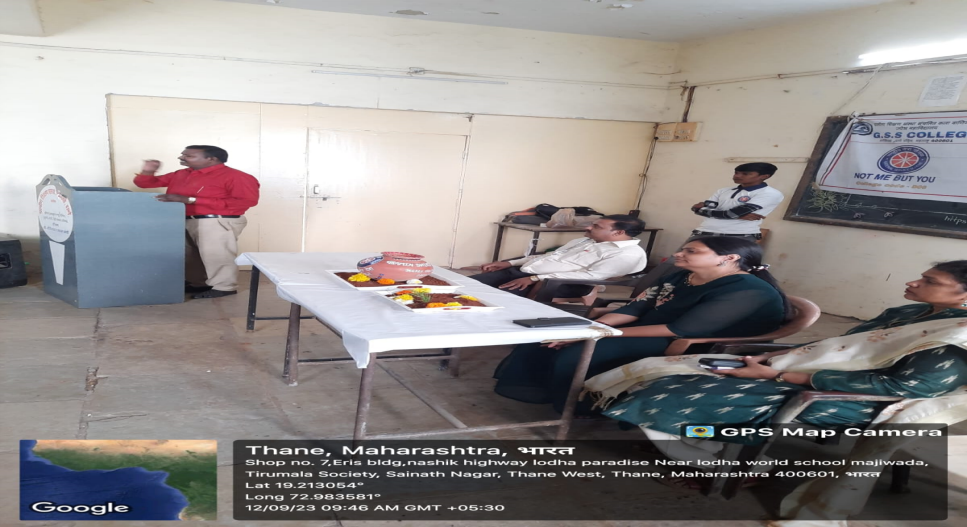 G.S.S COLLEG
NOT ME BUT YOU
GPS Map Camera
Thane, Maharashtra, भारत
Shop no. 7,Eris bldg,nashik highway lodha paradise Near lodha world school majiwada,
Tirumala Society, Sainath Nagar, Thane West, Thane, Maharashtra 400601, भारत
Lat 19.213054°
Long 72.983581°
12/09/23 09:46 AM GMT +05:30
Google